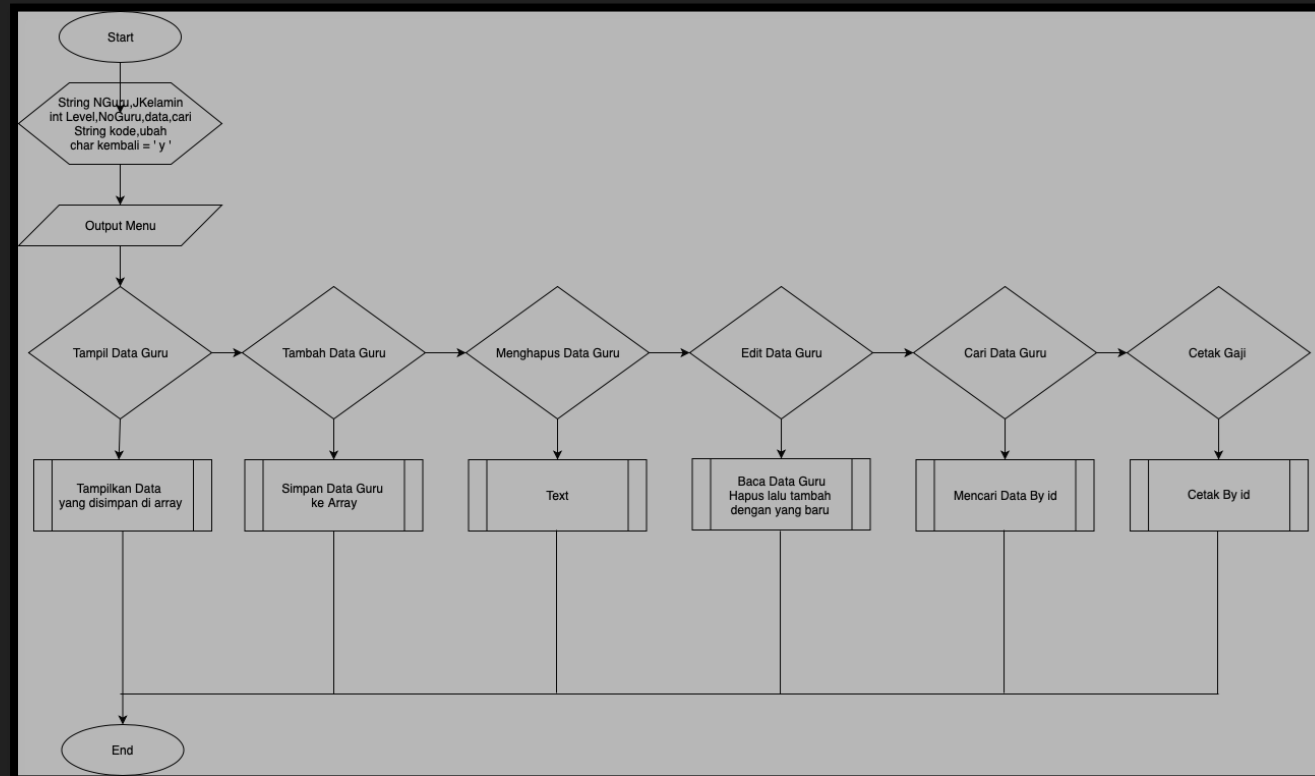 Start
String NGuru,JKelamin
int Level,NoGuru,data,cari
String kode,ubah
char kembali = ' y '
Output Menu
Tampil Data Guru
Tambah Data Guru
Menghapus Data Guru
Edit Data Guru
Cari Data Guru
Cetak Gaji
Tampilkan Data
yang disimpan di array
Simpan Data Guru
ke Array
Text
Baca Data Guru
Hapus lalu tambah
dengan yang baru
Mencari Data By id
Cetak By id
End